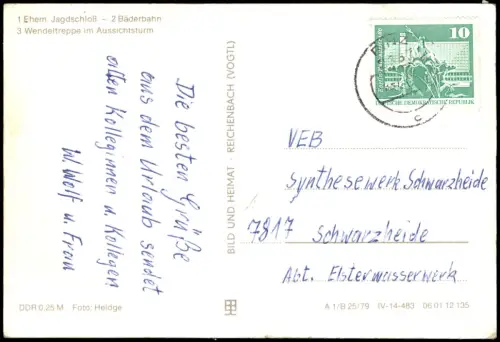 1 Ehem. Jagdschloß – 2 Bäderbahn
3 Wendeltreppe im Aussichtsturm
Die besten Grüße
aus dem Urlaub sendet
allen Kolleginnen u. Kollegen
W. Wolf u. Frau
DDR 0,25 M Foto: Heldge
BILD UND HEIMAT · REICHENBACH (VOGTL)
10
DEUTSCHE DEMOKRATISCHE REPUBLIK
c
VEB
Synthesewerk Schwarzheide
7817 Schwarzheide
Abt. Elsterwasserwerk
A 1/B 25/79 IV-14-483 06 01 12 135